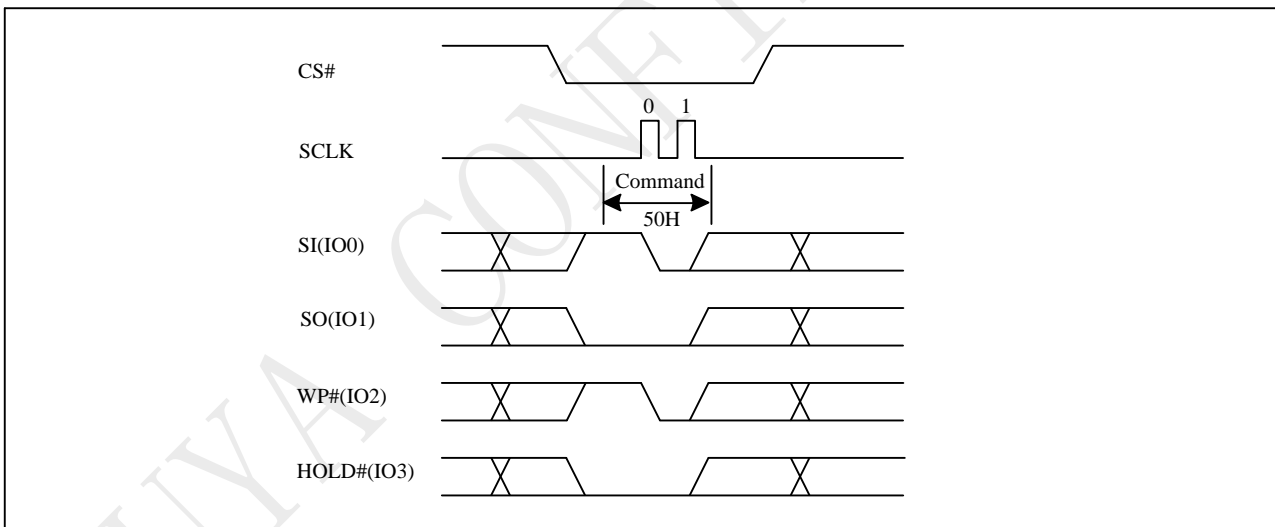 CS#
0 1
SCLK
Command
50H
SI(IO0)
SO(IO1)
WP#(IO2)
HOLD#(IO3)